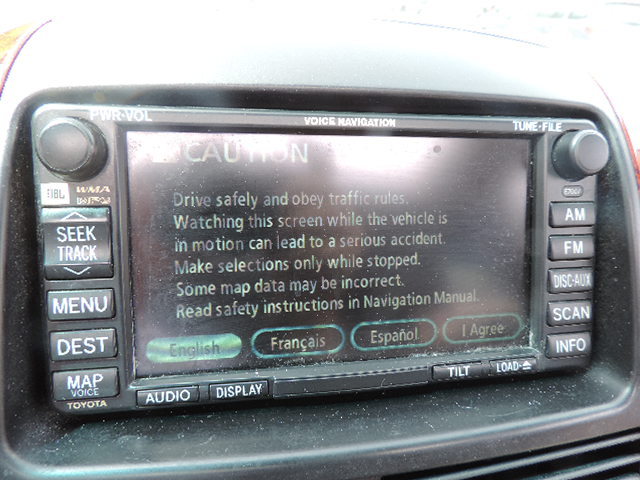 PWR•VOL
VOICE NAVIGATION
TUNE•FILE
CAUTION
JBL
WMA
SEEK
TRACK
MENU
DEST
MAP
VOICE
TOYOTA
Drive safely and obey traffic rules.
Watching this screen while the vehicle is
in motion can lead to a serious accident.
Make selections only while stopped.
Some map data may be incorrect.
Read safety instructions in Navigation Manual.
English
Français
Español
I Agree
AM
FM
DISC•AUX
SCAN
INFO
AUDIO
DISPLAY
TILT
LOAD